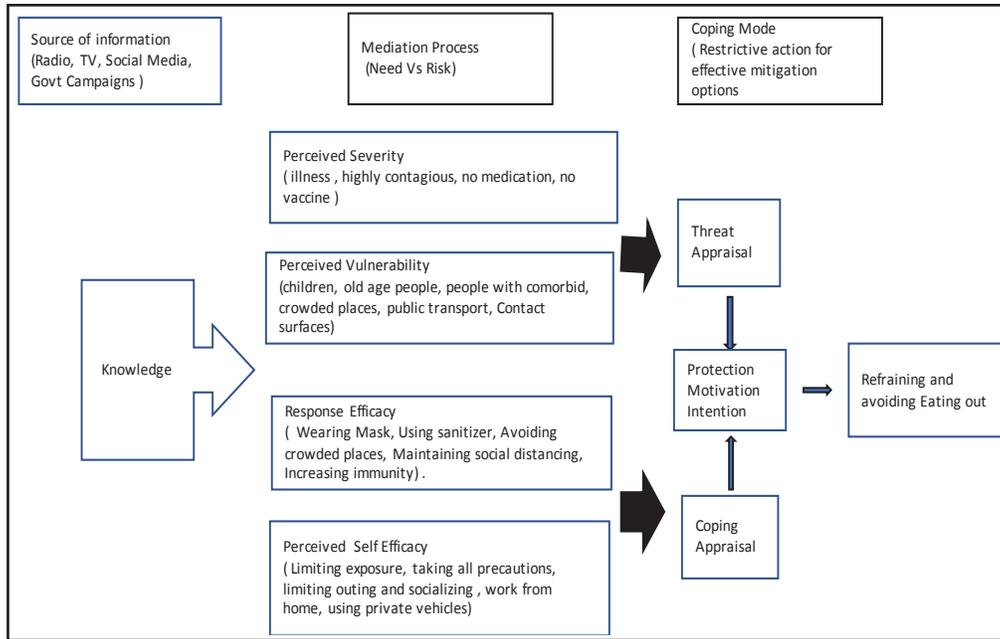 Source of information
(Radio, TV, Social Media,
Govt Campaigns )
Mediation Process
(Need Vs Risk)
Coping Mode
( Restrictive action for
effective mitigation
options
Perceived Severity
( illness , highly contagious, no medication, no
vaccine )
Threat
Appraisal
Perceived Vulnerability
(children, old age people, people with comorbid,
crowded places, public transport, Contact
surfaces)
Knowledge
Protection
Motivation
Intention
Refraining and
avoiding Eating out
Response Efficacy
( Wearing Mask, Using sanitizer, Avoiding
crowded places, Maintaining social distancing,
Increasing immunity) .
Coping
Appraisal
Perceived Self Efficacy
( Limiting exposure, taking all precautions,
limiting outing and socializing , work from
home, using private vehicles)